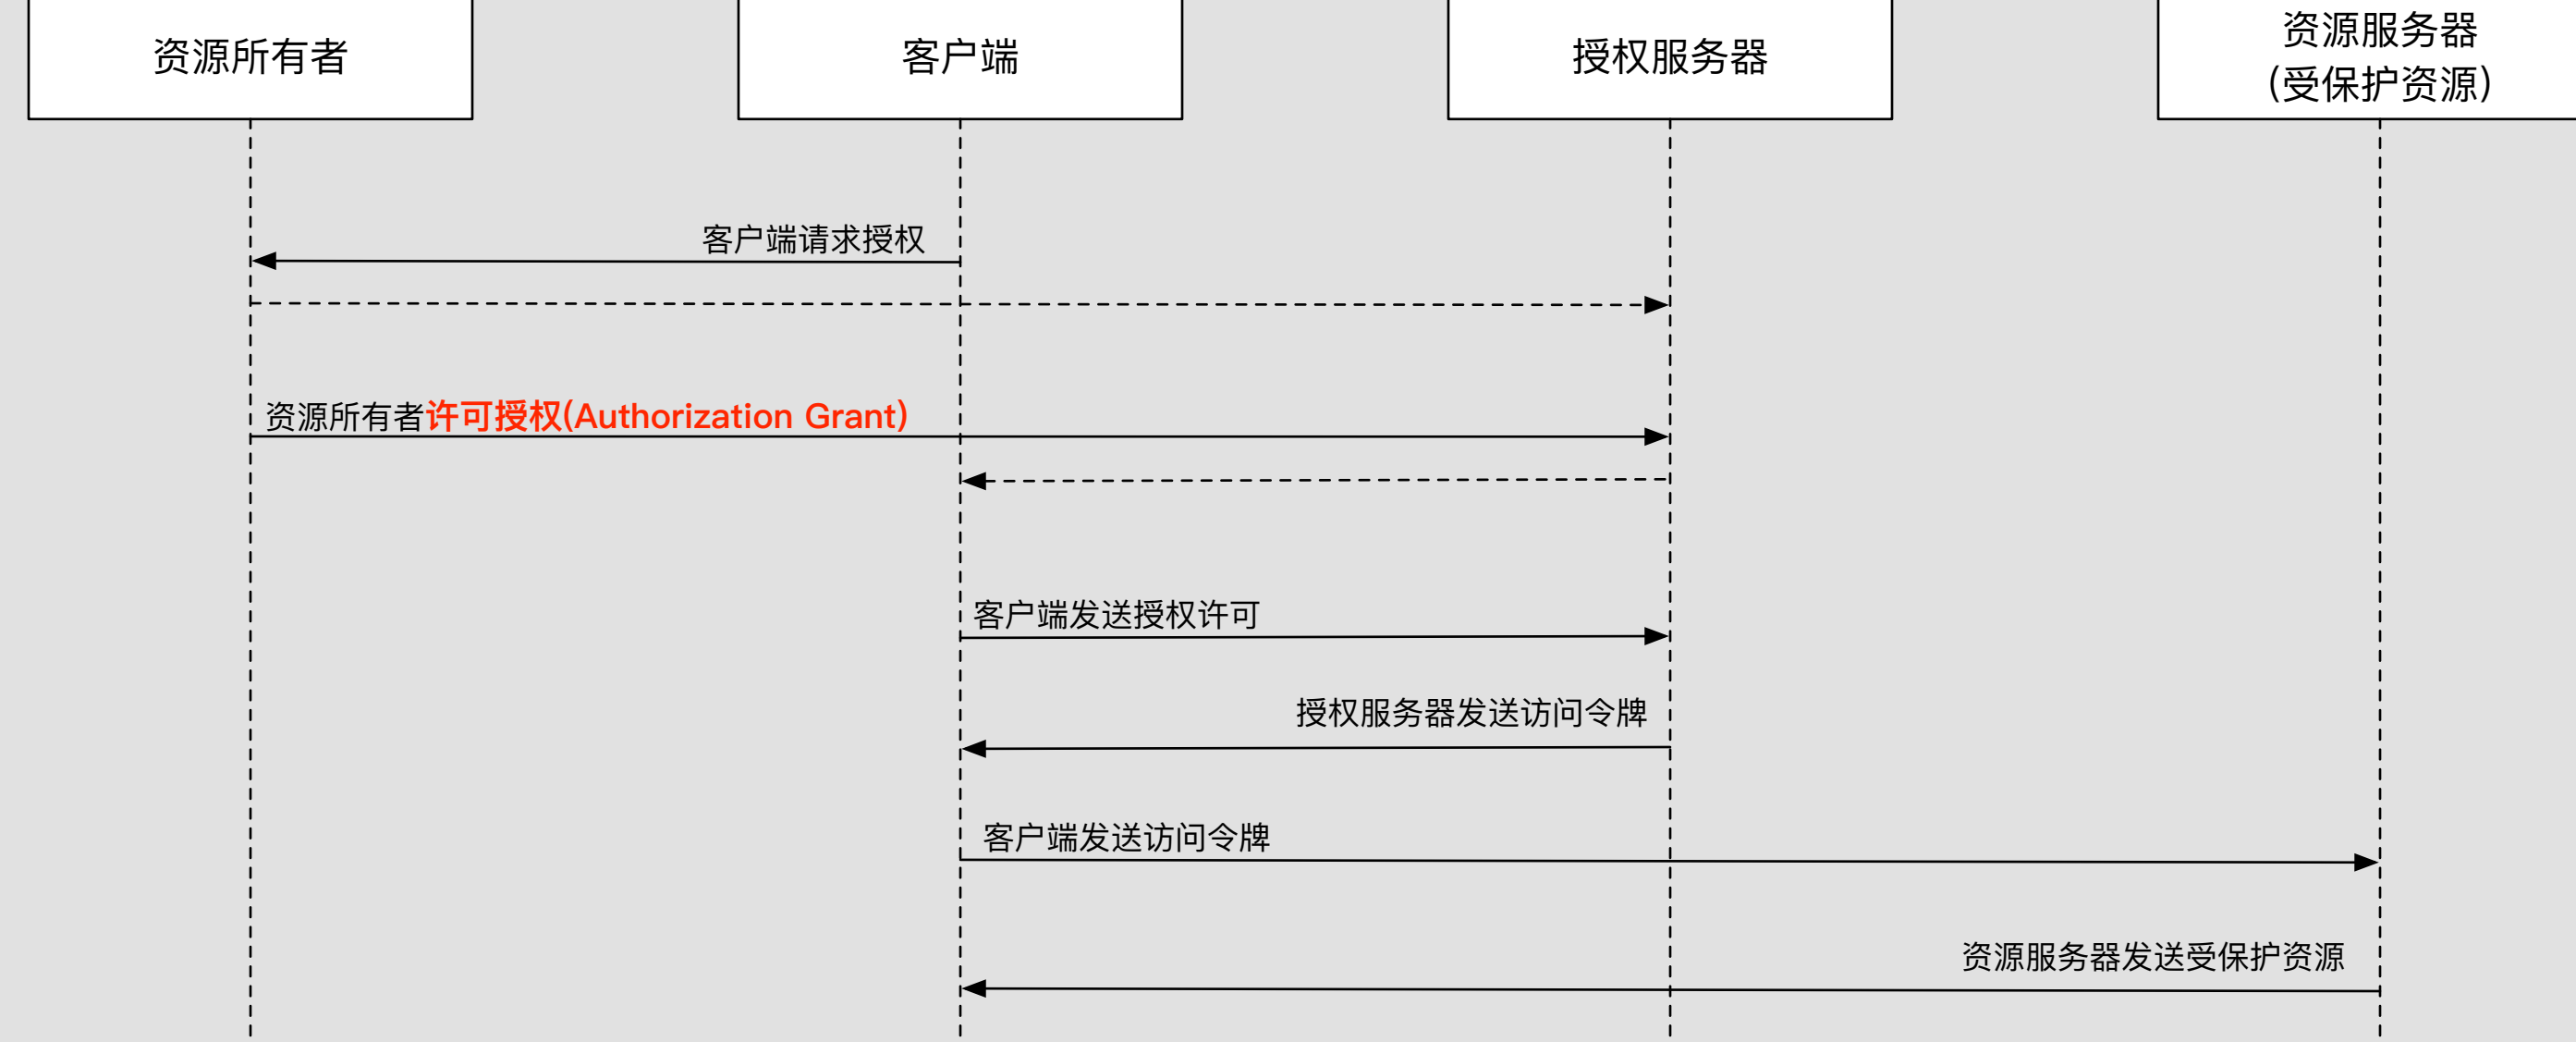 资源所有者
客户端
授权服务器
资源服务器
(受保护资源)
客户端请求授权
资源所有者许可授权(Authorization Grant)
客户端发送授权许可
授权服务器发送访问令牌
客户端发送访问令牌
资源服务器发送受保护资源